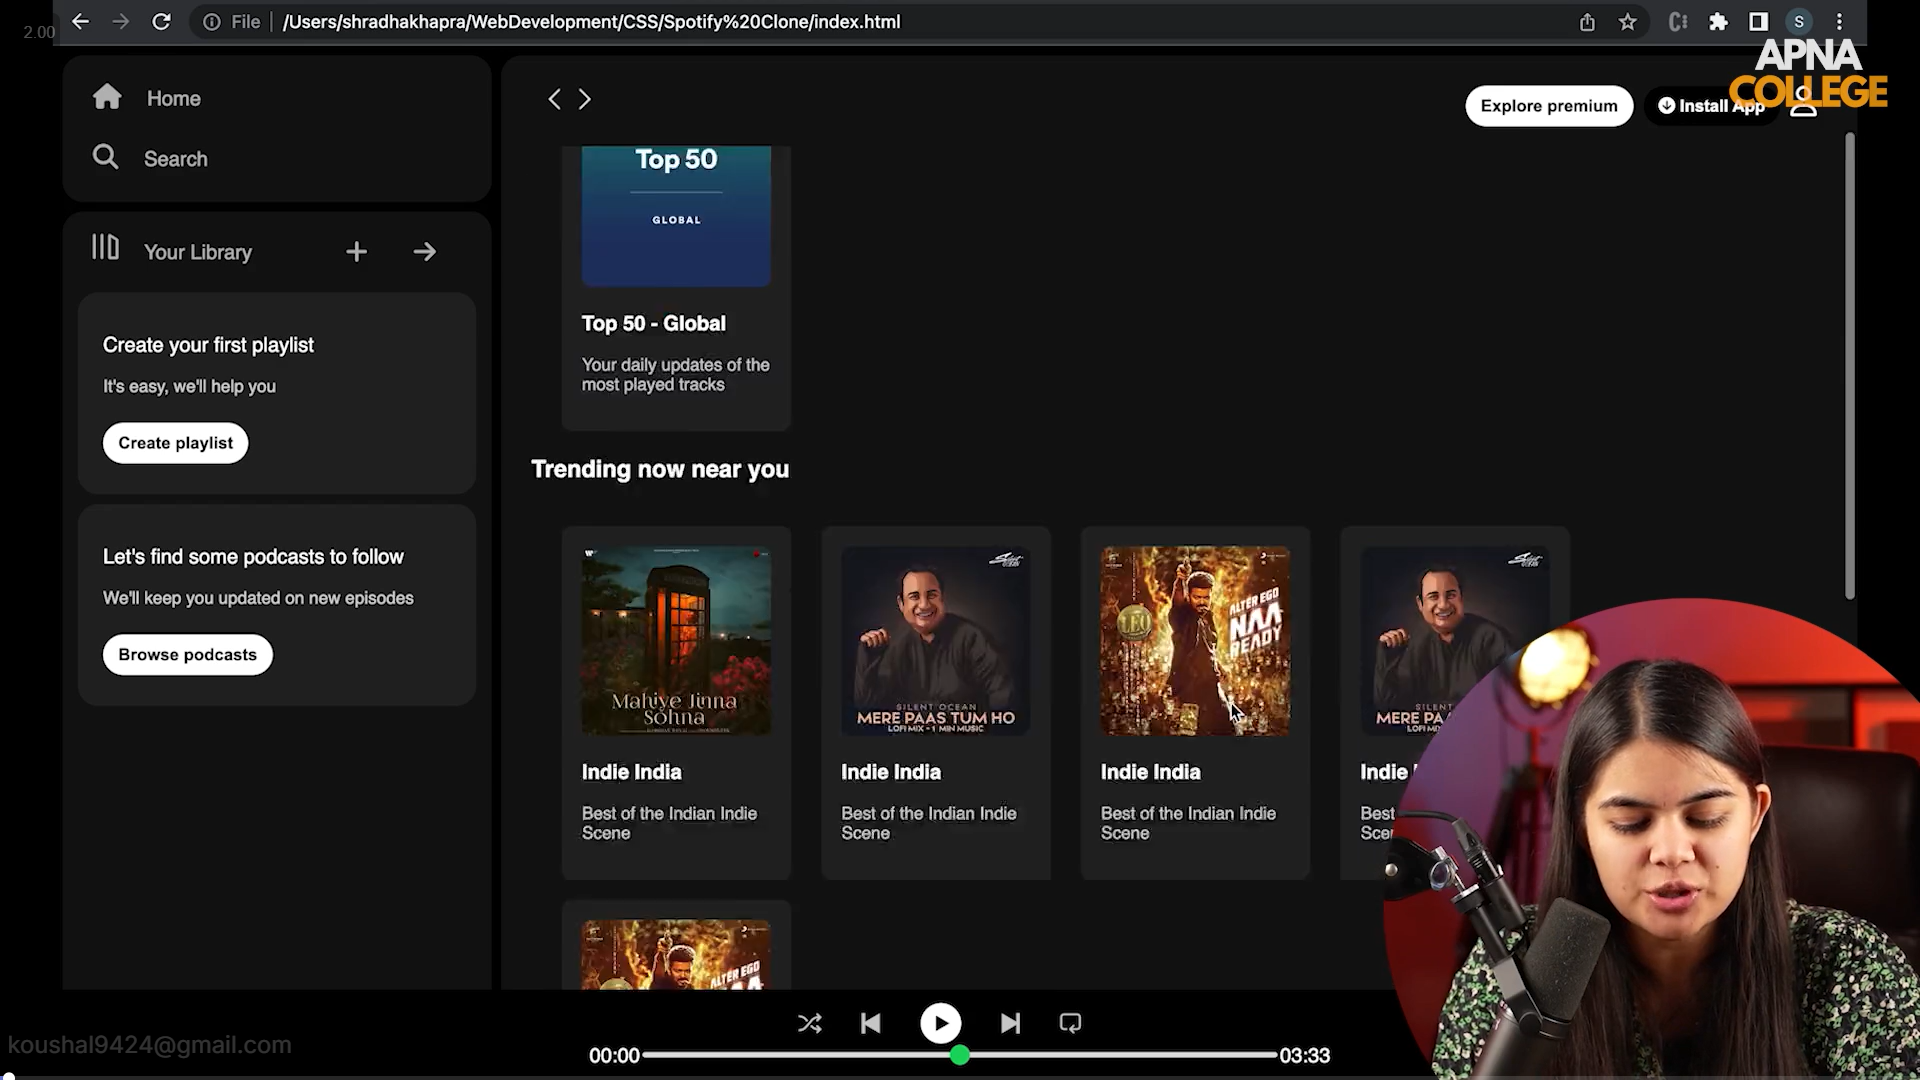 2.00
File
/Users/shradhakhapra/WebDevelopment/CSS/Spotify%20Clone/index.html
S
APNA
COLLEGE
Home
Search
Explore premium
Install App
Your Library
Create your first playlist
It's easy, we'll help you
Create playlist
Let's find some podcasts to follow
We'll keep you updated on new episodes
Browse podcasts
Top 50
GLOBAL
Top 50 - Global
Your daily updates of the
most played tracks
Trending now near you
Mahiye Jinna
Sohna
Indie India
Best of the Indian Indie
Scene
SILENT OCEAN
MERE PAAS TUM HO
LOFI MIX - 1 MIN MUSIC
Indie India
Best of the Indian Indie
Scene
LEO
ALTER EGO
NAA
READY
Indie India
Best of the Indian Indie
Scene
SILENT
MERE PA
LOFI MIX
Indie I
Best
Scen
ALTER EGO
00:00
03:33
koushal9424@gmail.com